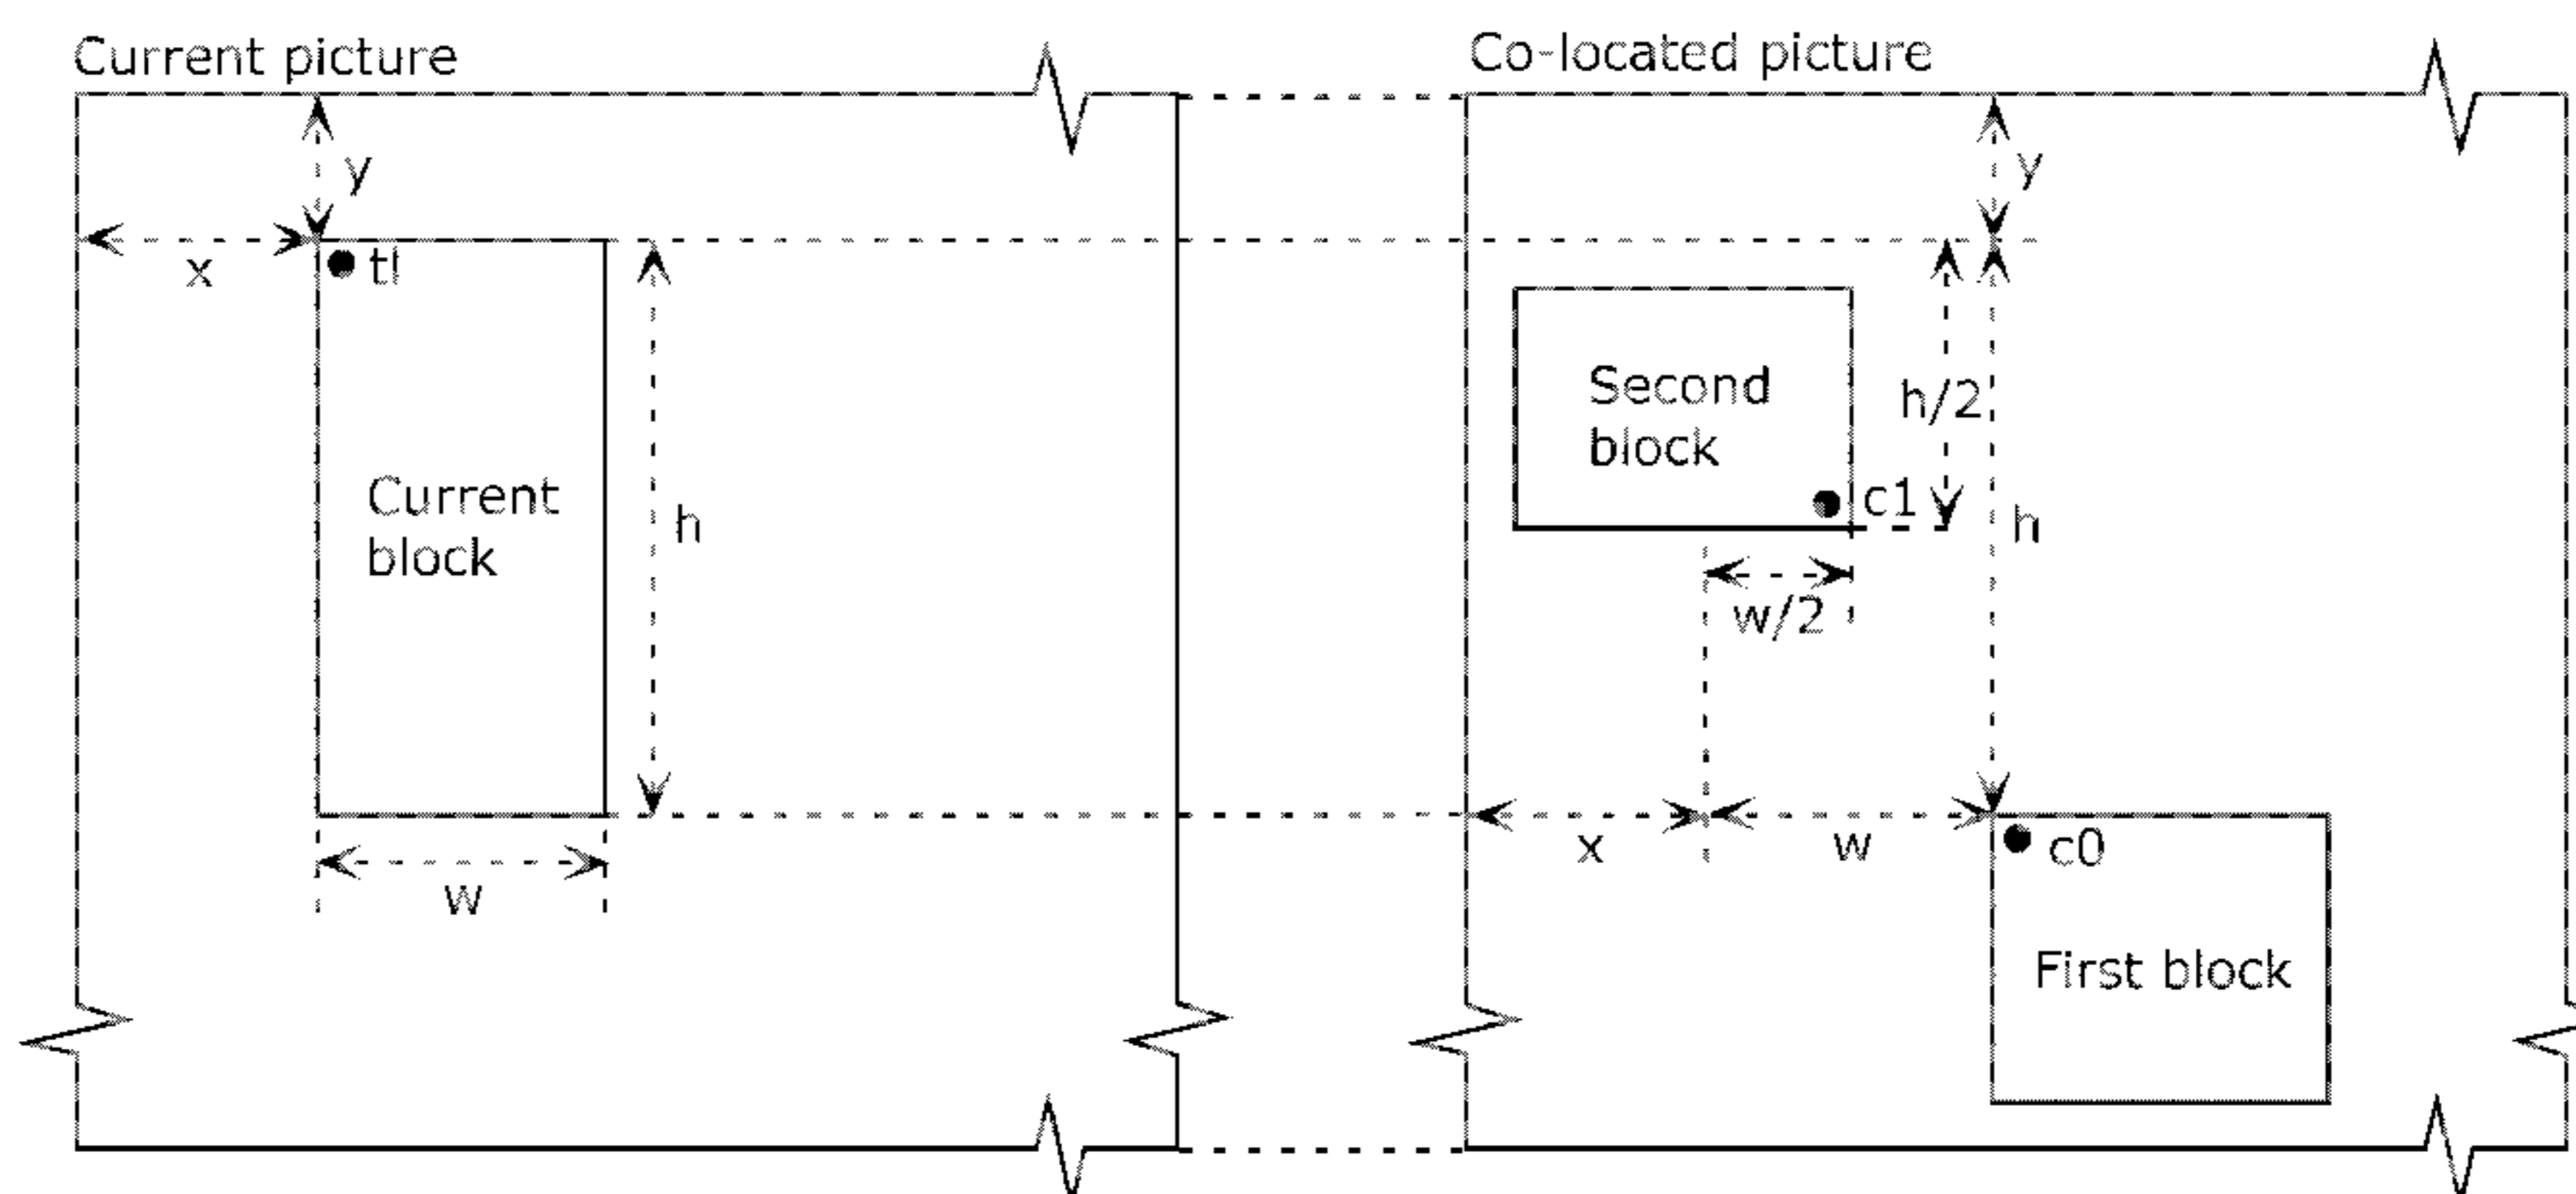 Current picture
y
x
tl
Current
block
h
w
Co-located picture
y
Second
block
h/2
c1
h
w/2
x
w
c0
First block